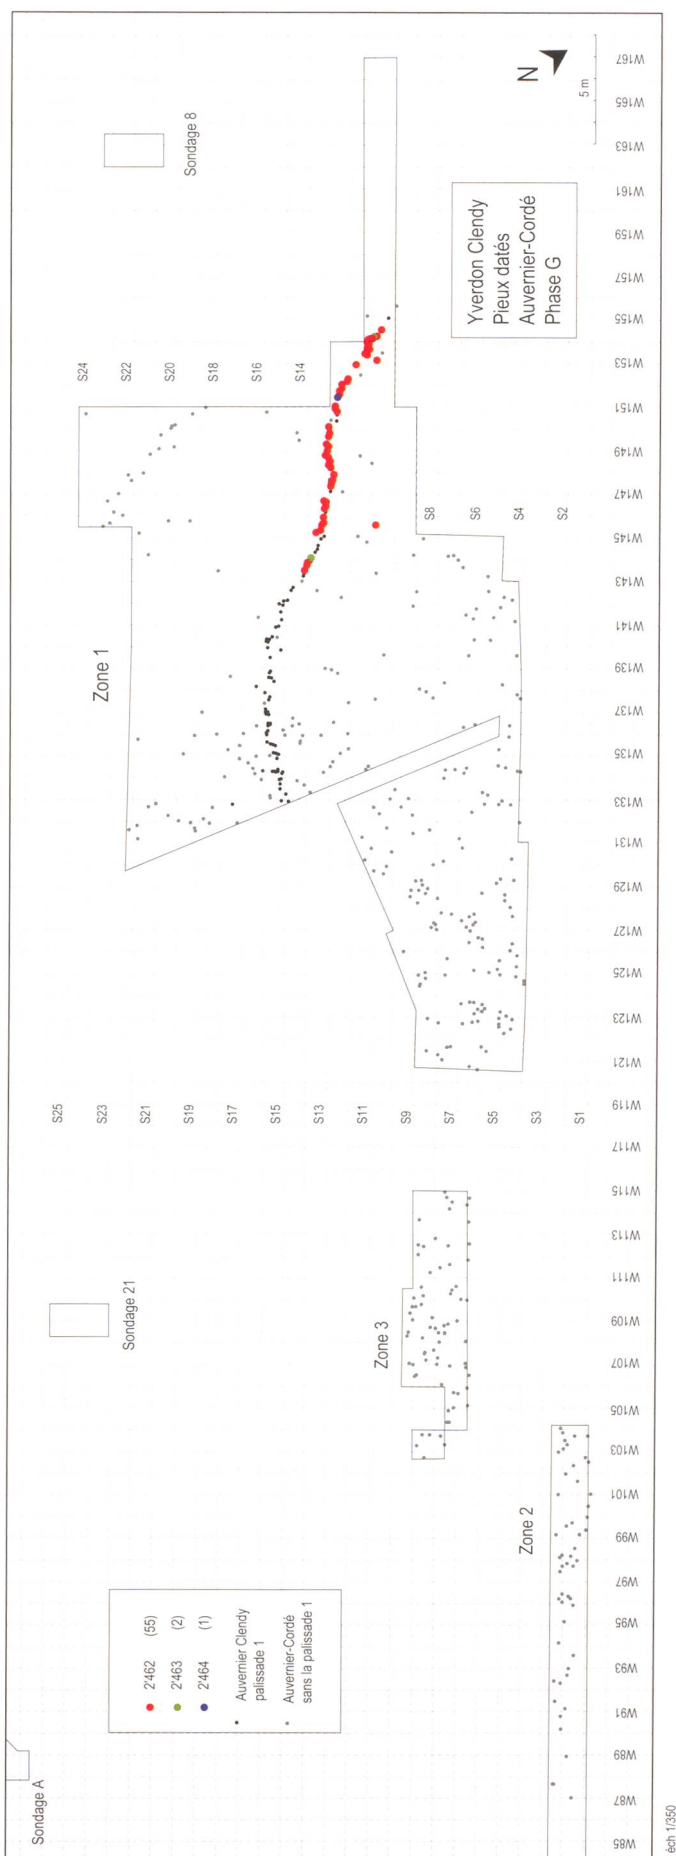 Yverdon Clendy
Pieux datés
Auvernier-Cordé
Phase G
N
5 m
Sondage 8
Zone 1
S24
S22
S20
S18
S16
S14
S8
S6
S4
S2
Sondage 21
Zone 3
Zone 2
Sondage A
S25
S23
S21
S19
S17
S15
S13
S11
S9
S7
S5
S3
S1
2'462 (55)
2'463 (2)
2'464 (1)
Auvernier Clendy
palissade 1
Auvernier-Cordé
sans la palissade 1
W85
W87
W89
W91
W93
W95
W97
W99
W101
W103
W105
W107
W109
W111
W113
W115
W117
W119
W121
W123
W125
W127
W129
W131
W133
W135
W137
W139
W141
W143
W145
W147
W149
W151
W153
W155
W157
W159
W161
W163
W165
W167
éch 1/350